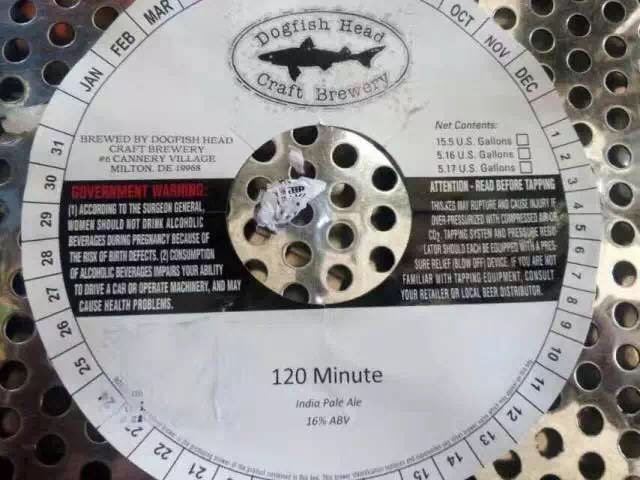 MAR
FEB
JAN
OCT
NOV
DEC
Dogfish Head
Craft Brewery
BREWED BY DOGFISH HEAD
CRAFT BREWERY
#6 CANNERY VILLAGE
MILTON, DE 19968
Net Contents:
15.5 U.S. Gallons
5.16 U.S. Gallons
5.17 U.S. Gallons
GOVERNMENT WARNING:
(1) ACCORDING TO THE SURGEON GENERAL,
WOMEN SHOULD NOT DRINK ALCOHOLIC
BEVERAGES DURING PREGNANCY BECAUSE OF
THE RISK OF BIRTH DEFECTS. (2) CONSUMPTION
OF ALCOHOLIC BEVERAGES IMPAIRS YOUR ABILITY
TO DRIVE A CAR OR OPERATE MACHINERY, AND MAY
CAUSE HEALTH PROBLEMS.
ATTENTION - READ BEFORE TAPPING
THIS KEG MAY RUPTURE AND CAUSE INJURY IF
OVER-PRESSURIZED WITH COMPRESSED AIR OR
CO2. TAPPING SYSTEM AND PRESSURE REGU
LATOR SHOULD EACH BE EQUIPPED WITH A PRES-
SURE RELIEF (BLOW OFF) DEVICE. IF YOU ARE NOT
FAMILIAR WITH TAPPING EQUIPMENT, CONSULT
YOUR RETAILER OR LOCAL BEER DISTRIBUTOR.
120 Minute
India Pale Ale
16% ABV
1
2
3
4
5
6
7
8
9
10
11
12
13
14
15
21
22
23
24
25
26
27
28
29
30
31